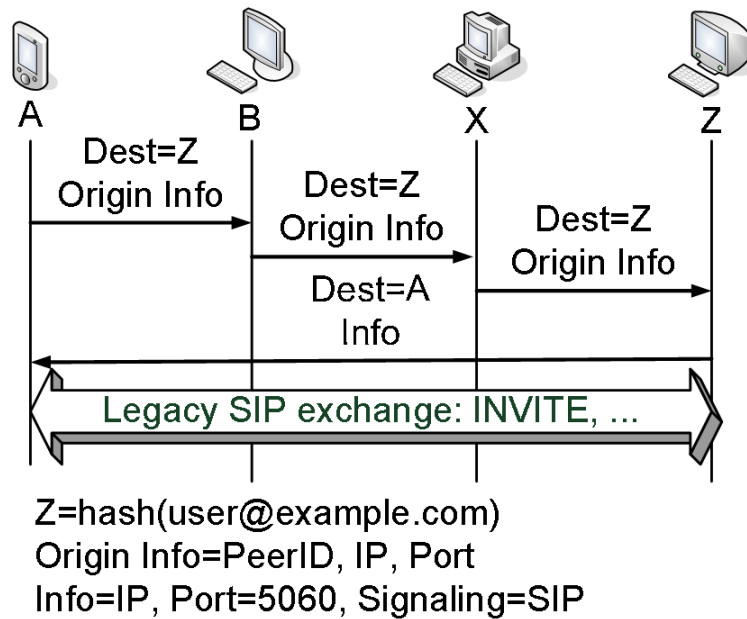 A B X Z
Dest=Z
Origin Info
Dest=Z
Origin Info
Dest=Z
Origin Info
Dest=A
Info
Legacy SIP exchange: INVITE, ...
Z=hash(user@example.com)
Origin Info=PeerID, IP, Port
Info=IP, Port=5060, Signaling=SIP